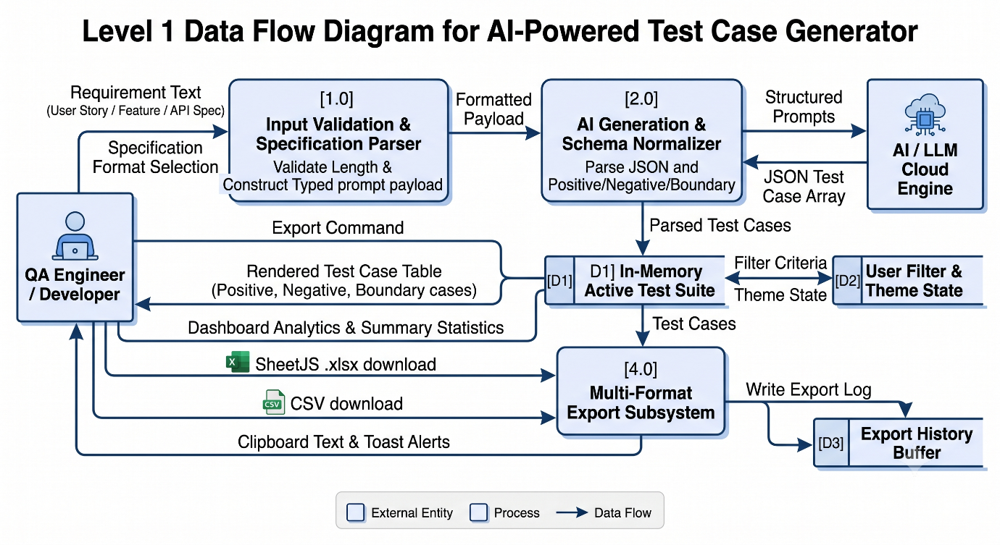 Level 1 Data Flow Diagram for AI-Powered Test Case Generator
Requirement Text
(User Story / Feature / API Spec)
Specification
Format Selection
[1.0]
Input Validation &
Specification Parser
Validate Length &
Construct Typed prompt payload
Formatted
Payload
[2.0]
AI Generation &
Schema Normalizer
Parse JSON and
Positive/Negative/Boundary
Structured
Prompts
JSON Test
Case Array
AI / LLM
Cloud
Engine
QA Engineer
/ Developer
Export Command
Rendered Test Case Table
(Positive, Negative, Boundary cases)
Dashboard Analytics & Summary Statistics
Parsed Test Cases
[D1]
D1] In-Memory
Active Test Suite
Filter Criteria
Theme State
[D2]
User Filter &
Theme State
Test Cases
X
SheetJS .xlsx download
CSV
CSV download
Clipboard Text & Toast Alerts
[4.0]
Multi-Format
Export Subsystem
Write Export Log
[D3]
Export History
Buffer
External Entity
Process
Data Flow